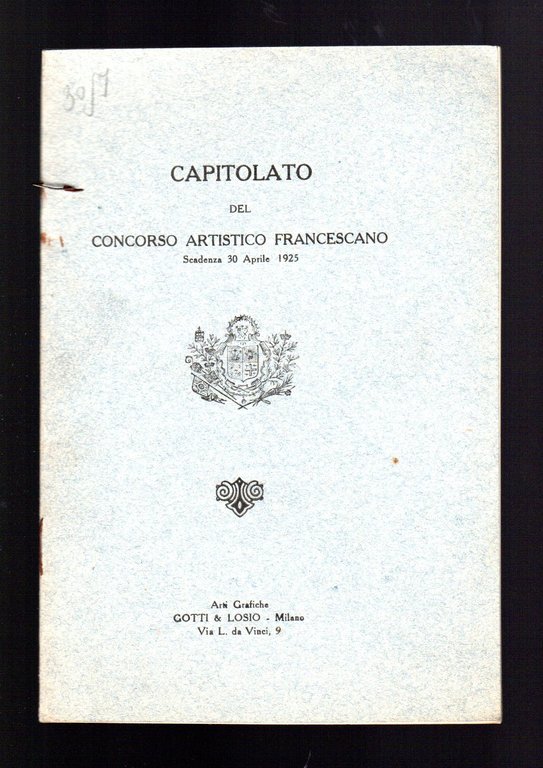 CAPITOLATO
DEL
CONCORSO ARTISTICO FRANCESCANO
Scadenza 30 Aprile 1925
Arti Grafiche
GOTTI & LOSIO - Milano
Via L. da Vinci, 9